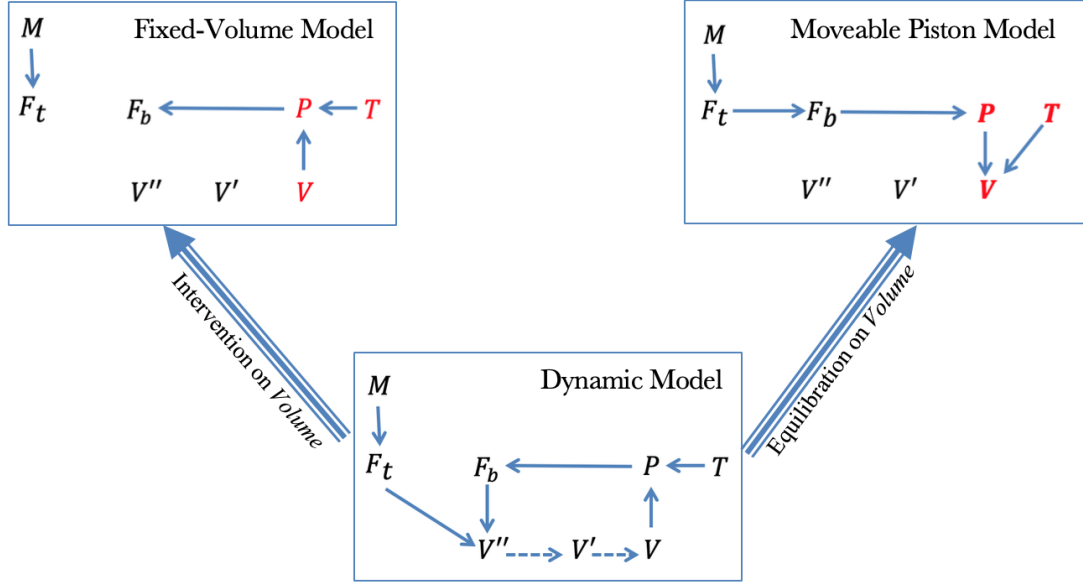 Fixed-Volume Model
M
F_t F_b P T
V'' V' V
Moveable Piston Model
M
F_t F_b P T
V'' V' V
Intervention on Volume
Equilibration on Volume
Dynamic Model
M
F_t F_b P T
V'' V' V